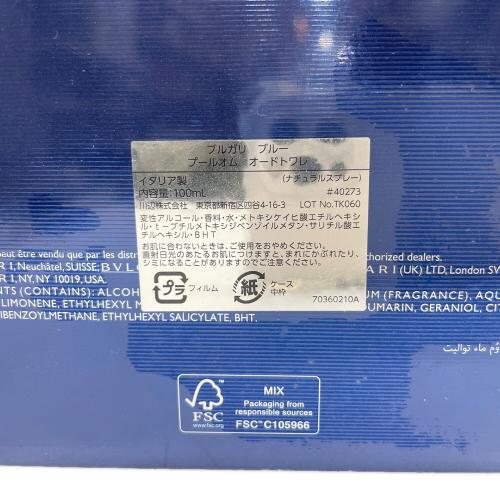 ブルガリ ブルー
プールオム オードトワレ
イタリア製 (ナチュラルスプレー)
内容量:100mL #40273
川辺株式会社 東京都新宿区四谷4-16-3 LOT No.TK060
変性アルコール・香料・水・メトキシケイヒ酸エチルヘキシ
ル・t-ブチルメトキシジベンゾイルメタン・サリチル酸エ
チルヘキシル・BHT
お肌に合わないときは、ご使用をおやめください。
直射日光のあたるお肌につけますと、まれにかぶれたり、
シミになることがありますのでご注意ください。
プラ フィルム 紙 ケース
中枠 70360210A
peut être vendu que par les distri
thorized dealers.
R I, Neuchâtel, SUISSE; B V L
A R I (UK) LTD, London SW
R I, NY, NY 10019, USA.
NTS (CONTAINS): ALCOHOL
M (FRAGRANCE), AQU
LIMONENE, ETHYLHEXYL ME
OUMARIN, GERANIOL, CIT
IBENZOYLMETHANE, ETHYLHEXYL SALICYLATE, BHT.
ُوم ماء تواليت
FSC
www.fsc.org
MIX
Packaging from
responsible sources
FSC™ C105966